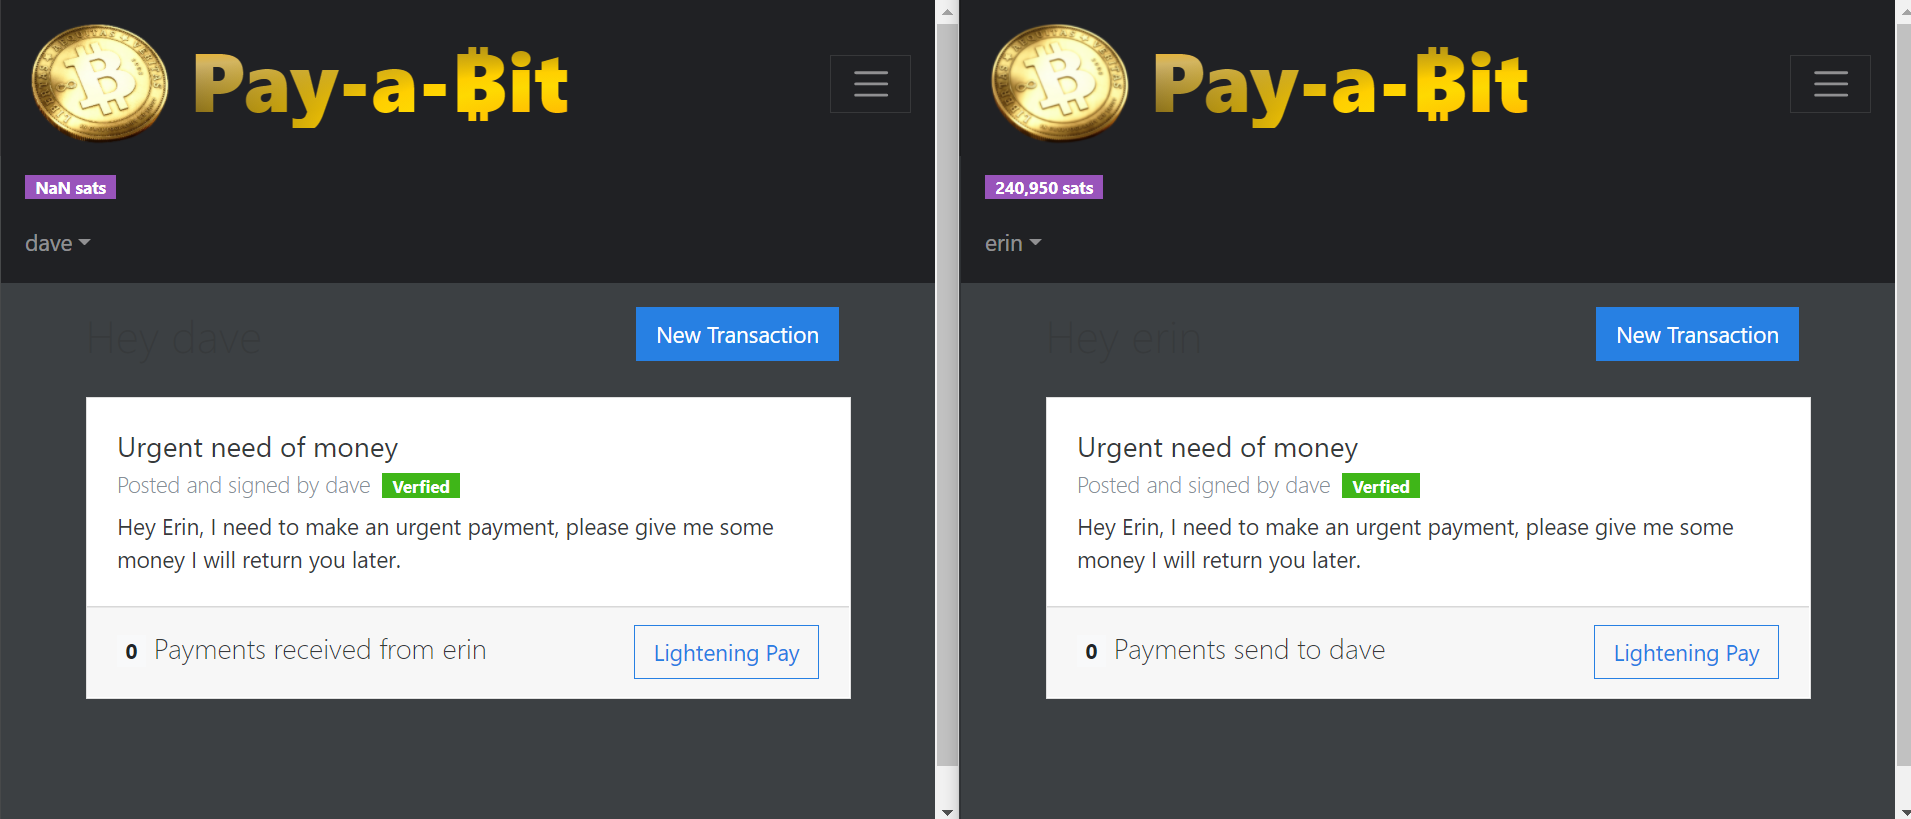 Pay-a-₿it
NaN sats
dave
Hey dave
New Transaction
Urgent need of money
Posted and signed by dave Verfied
Hey Erin, I need to make an urgent payment, please give me some
money I will return you later.
0 Payments received from erin
Lightening Pay
Pay-a-₿it
240,950 sats
erin
Hey erin
New Transaction
Urgent need of money
Posted and signed by dave Verfied
Hey Erin, I need to make an urgent payment, please give me some
money I will return you later.
0 Payments send to dave
Lightening Pay